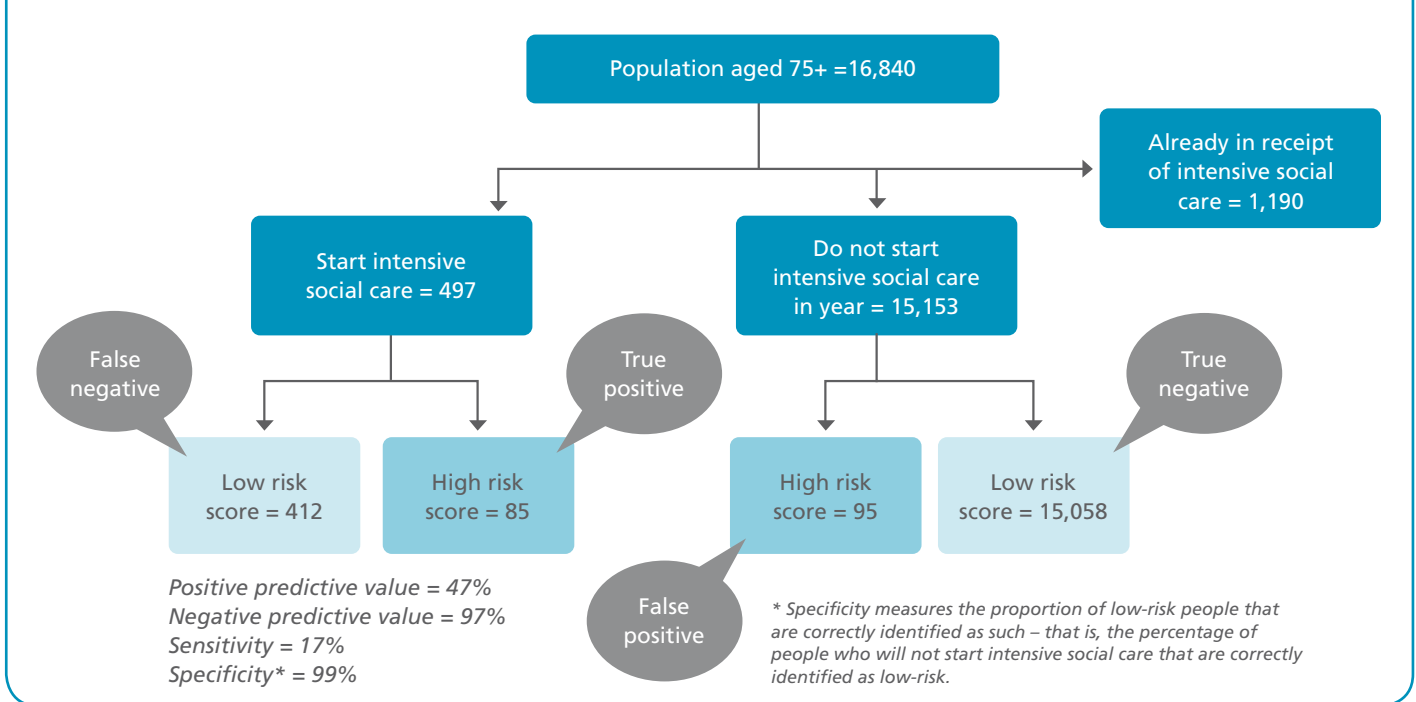 Population aged 75+ =16,840
Already in receipt
of intensive social
care = 1,190
Start intensive
social care = 497
Do not start
intensive social care
in year = 15,153
False
negative
True
positive
True
negative
Low risk
score = 412
High risk
score = 85
High risk
score = 95
Low risk
score = 15,058
Positive predictive value = 47%
Negative predictive value = 97%
Sensitivity = 17%
Specificity* = 99%
False
positive
* Specificity measures the proportion of low-risk people that
are correctly identified as such – that is, the percentage of
people who will not start intensive social care that are correctly
identified as low-risk.